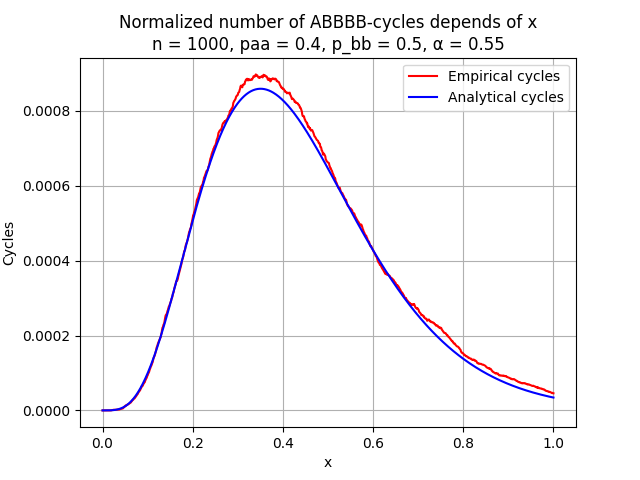 Normalized number of ABBBB-cycles depends of x
n = 1000, paa = 0.4, p_bb = 0.5, α = 0.55
Empirical cycles
Analytical cycles
0.0008
0.0006
0.0004
0.0002
0.0000
Cycles
0.0 0.2 0.4 0.6 0.8 1.0
x